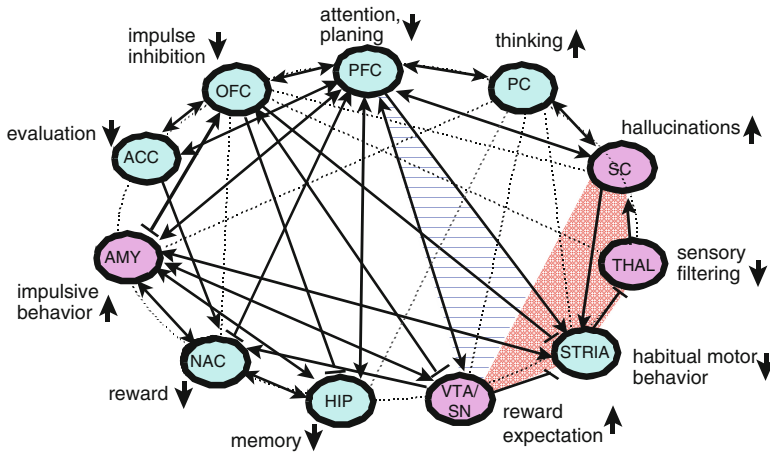 attention,
planing
impulse
inhibition
thinking
PFC
OFC
PC
evaluation
hallucinations
ACC
SC
AMY
THAL
sensory
filtering
impulsive
behavior
NAC
STRIA
habitual motor
behavior
reward
HIP
VTA/
SN
reward
expectation
memory